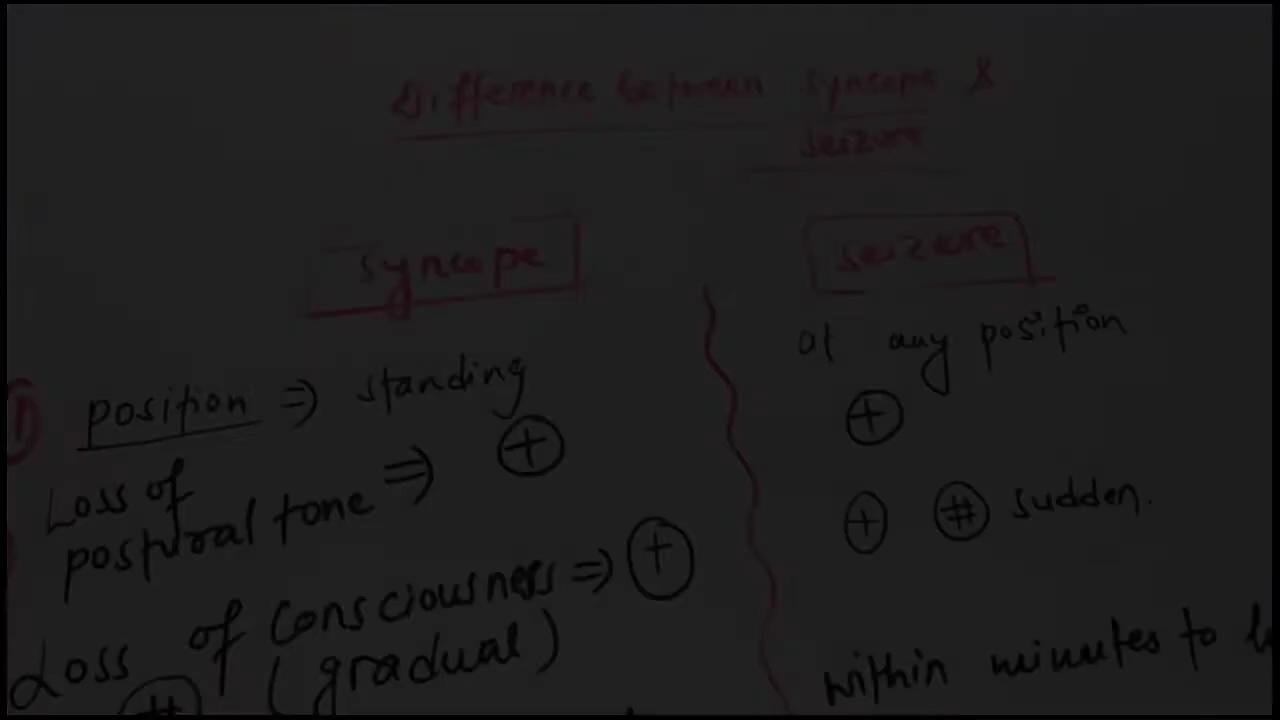 Difference between syncope &
seizure
syncope
seizure
1 position => standing
at any position
Loss of
postural tone => +
+
Loss of consciousness => +
+ # sudden.
(gradual)
#
within minutes to